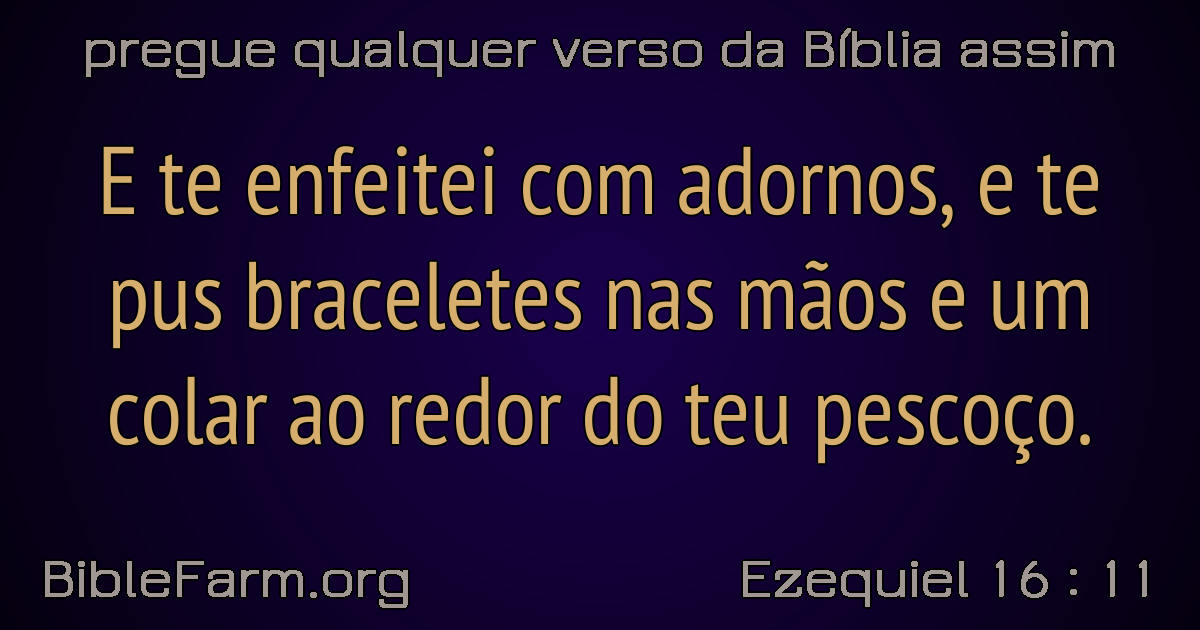 pregue qualquer verso da Bíblia assim
E te enfeitei com adornos, e te
pus braceletes nas mãos e um
colar ao redor do teu pescoço.
BibleFarm.org
Ezequiel 16 : 11